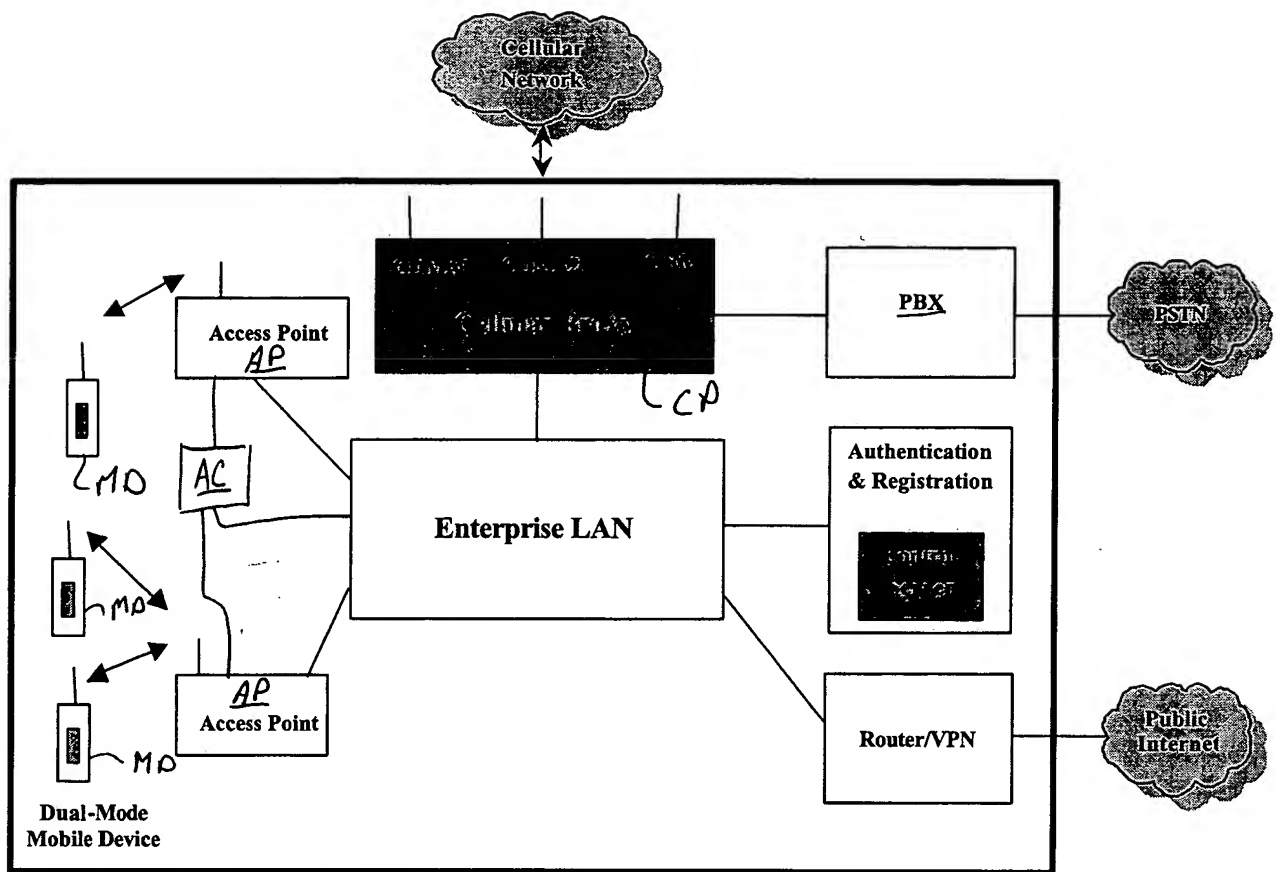 Cellular
Network
Access Point
AP
PBX
PSTN
CP
MD
AC
Authentication
& Registration
Enterprise LAN
MD
AP
Access Point
MD
Router/VPN
Public
Internet
Dual-Mode
Mobile Device